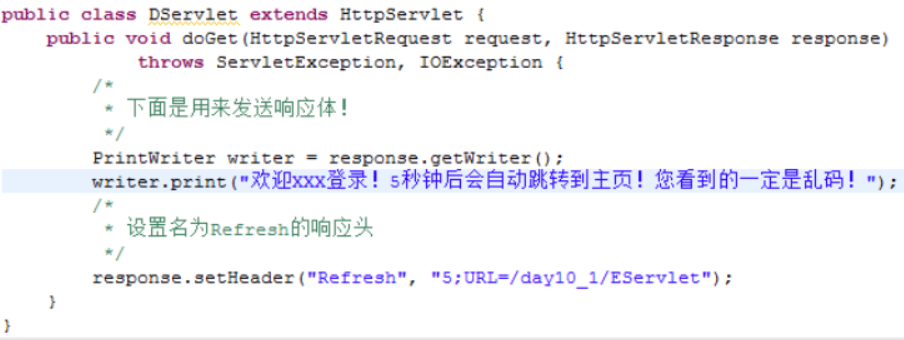 public class DServlet extends HttpServlet {
public void doGet(HttpServletRequest request, HttpServletResponse response)
throws ServletException, IOException {
/*
* 下面是用来发送响应体！
*/
PrintWriter writer = response.getWriter();
writer.print("欢迎XXX登录！5秒钟后会自动跳转到主页！您看到的一定是乱码！");
/*
* 设置名为Refresh的响应头
*/
response.setHeader("Refresh", "5;URL=/day10_1/EServlet");
}
}